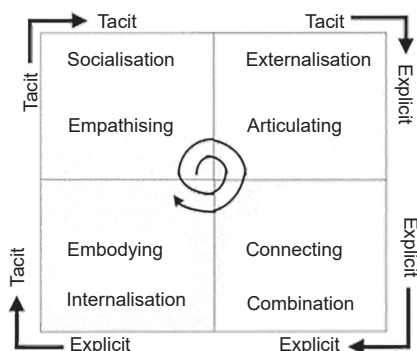 Tacit
Tacit
Tacit
Explicit
Socialisation
Externalisation
Empathising
Articulating
Embodying
Connecting
Internalisation
Combination
Tacit
Explicit
Explicit
Explicit